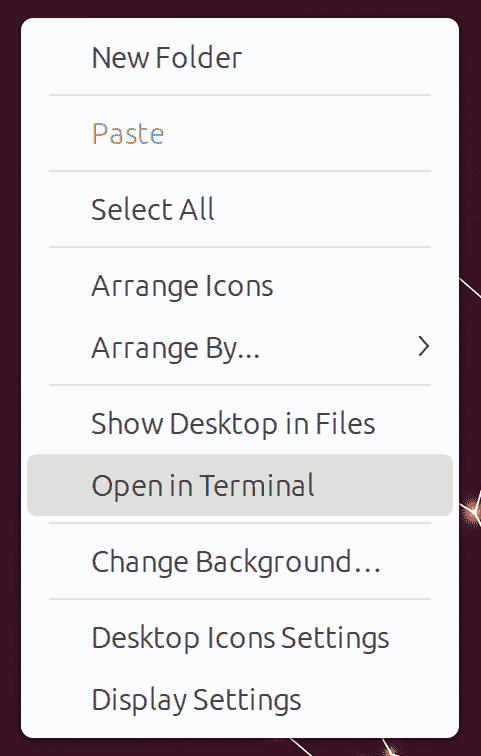 New Folder
Paste
Select All
Arrange Icons
Arrange By...
Show Desktop in Files
Open in Terminal
Change Background…
Desktop Icons Settings
Display Settings